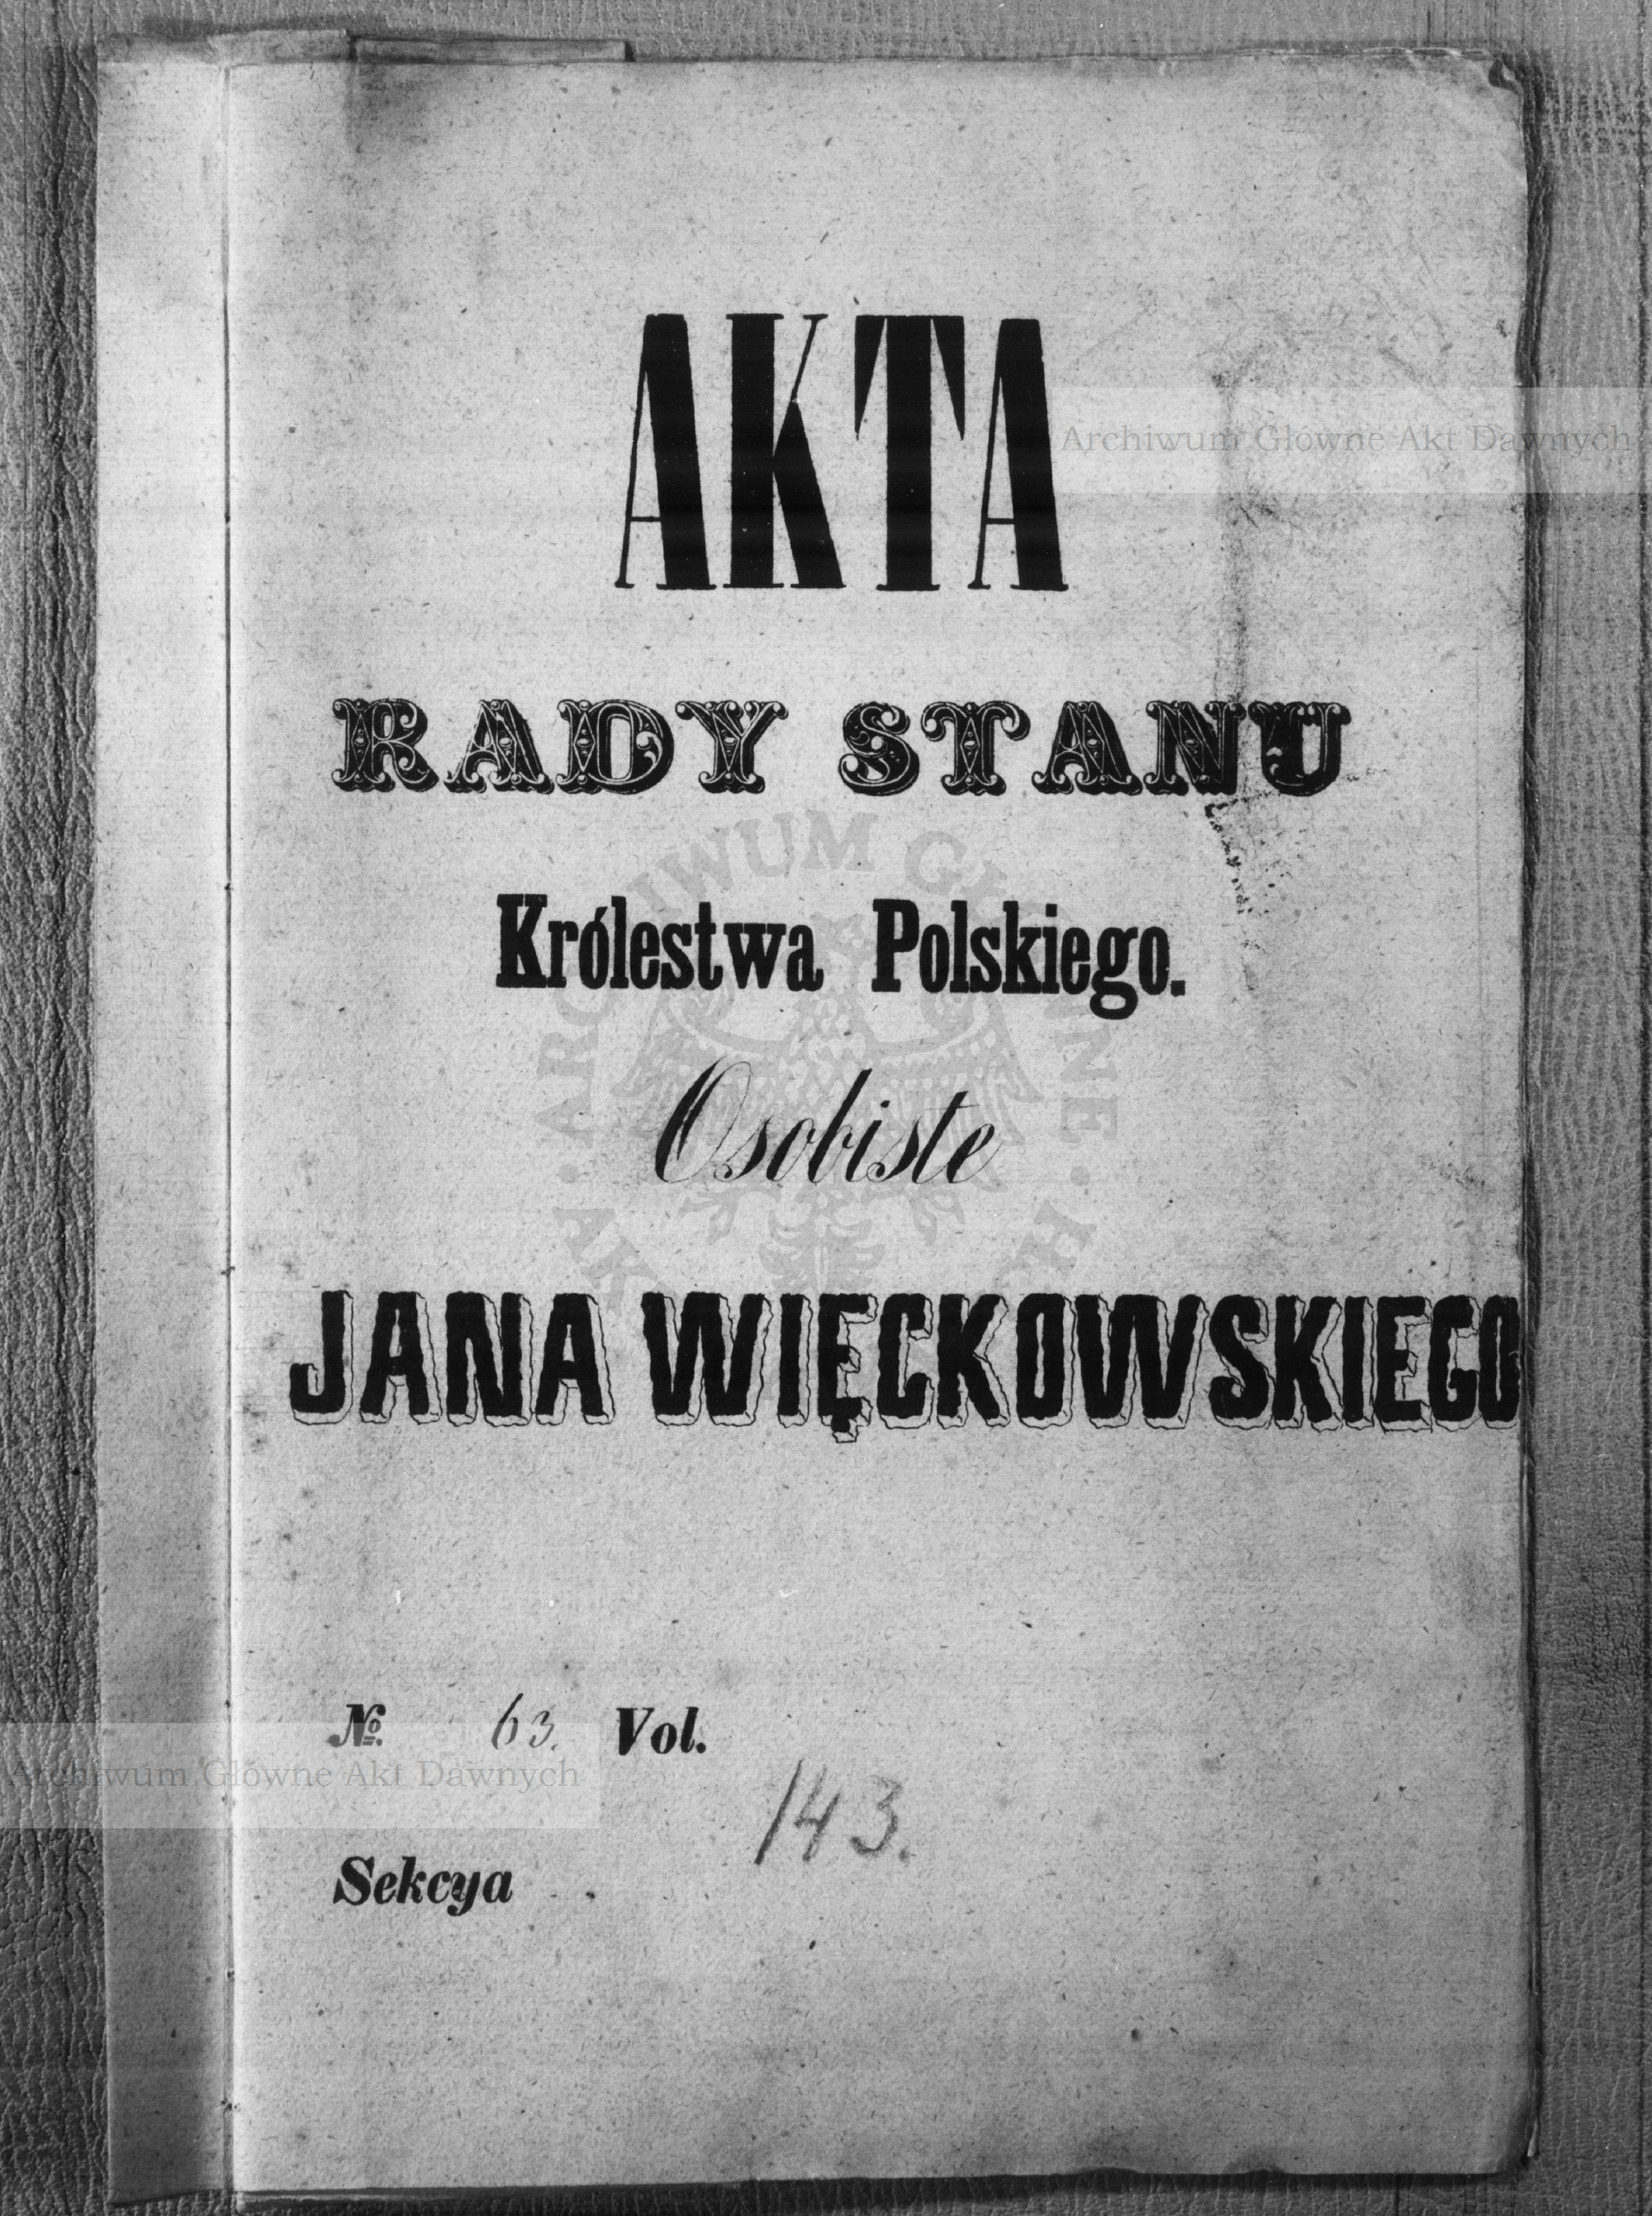 AKTA
Archiwum Główne Akt Dawnych
RADY STANU
Królestwa Polskiego.
Osobiste
JANA WIĘCKOWSKIEGO
№ 63. Vol.
Archiwum Główne Akt Dawnych
143.
Sekcya